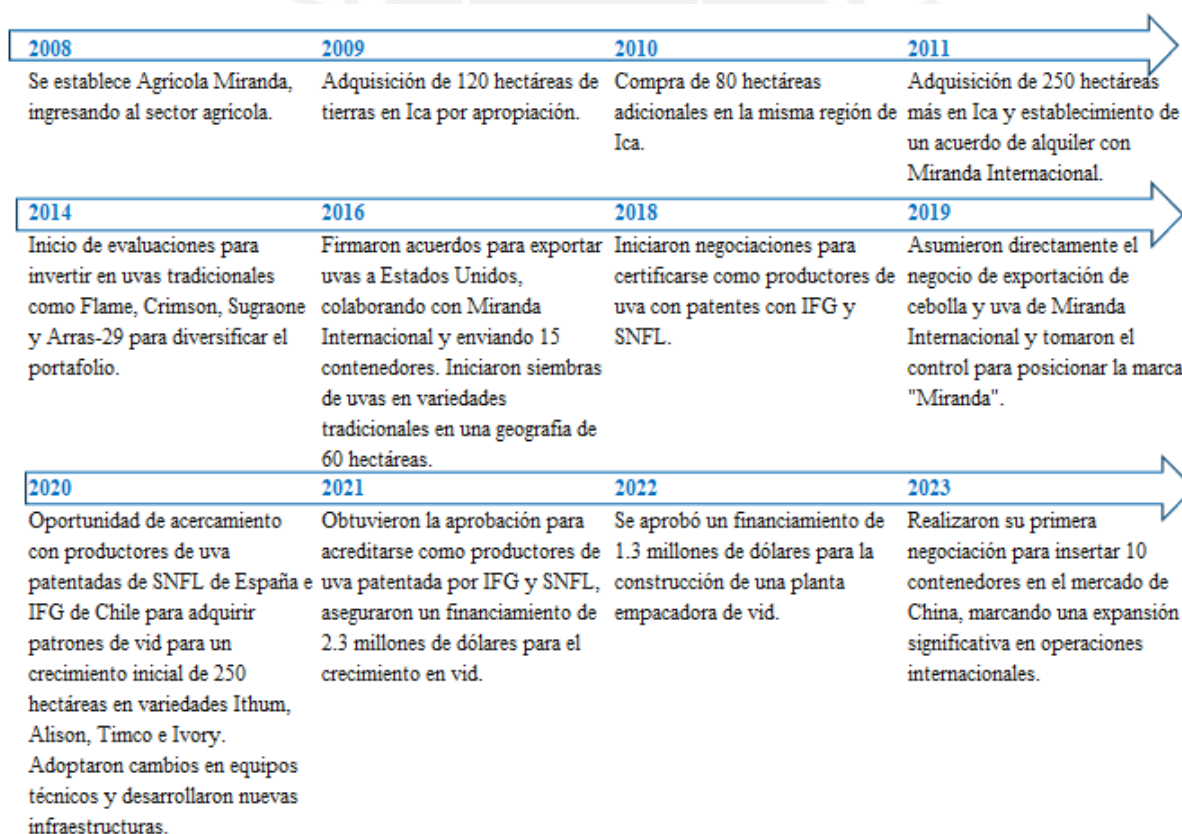 2008
Se establece Agricola Miranda,
ingresando al sector agricola.
2009
Adquisición de 120 hectáreas de
tierras en Ica por apropiación.
2010
Compra de 80 hectáreas
adicionales en la misma región de
Ica.
2011
Adquisición de 250 hectáreas
más en Ica y establecimiento de
un acuerdo de alquiler con
Miranda Internacional.
2014
Inicio de evaluaciones para
invertir en uvas tradicionales
como Flame, Crimson, Sugraone
y Arras-29 para diversificar el
portafolio.
2016
Firmaron acuerdos para exportar
uvas a Estados Unidos,
colaborando con Miranda
Internacional y enviando 15
contenedores. Iniciaron siembras
de uvas en variedades
tradicionales en una geografia de
60 hectáreas.
2018
Iniciaron negociaciones para
certificarse como productores de
uva con patentes con IFG y
SNFL.
2019
Asumieron directamente el
negocio de exportación de
cebolla y uva de Miranda
Internacional y tomaron el
control para posicionar la marca
"Miranda".
2020
Oportunidad de acercamiento
con productores de uva
patentadas de SNFL de España e
IFG de Chile para adquirir
patrones de vid para un
crecimiento inicial de 250
hectáreas en variedades Ithum,
Alison, Timco e Ivory.
Adoptaron cambios en equipos
técnicos y desarrollaron nuevas
infraestructuras.
2021
Obtuvieron la aprobación para
acreditarse como productores de
uva patentada por IFG y SNFL,
aseguraron un financiamiento de
2.3 millones de dólares para el
crecimiento en vid.
2022
Se aprobó un financiamiento de
1.3 millones de dólares para la
construcción de una planta
empacadora de vid.
2023
Realizaron su primera
negociación para insertar 10
contenedores en el mercado de
China, marcando una expansión
significativa en operaciones
internacionales.